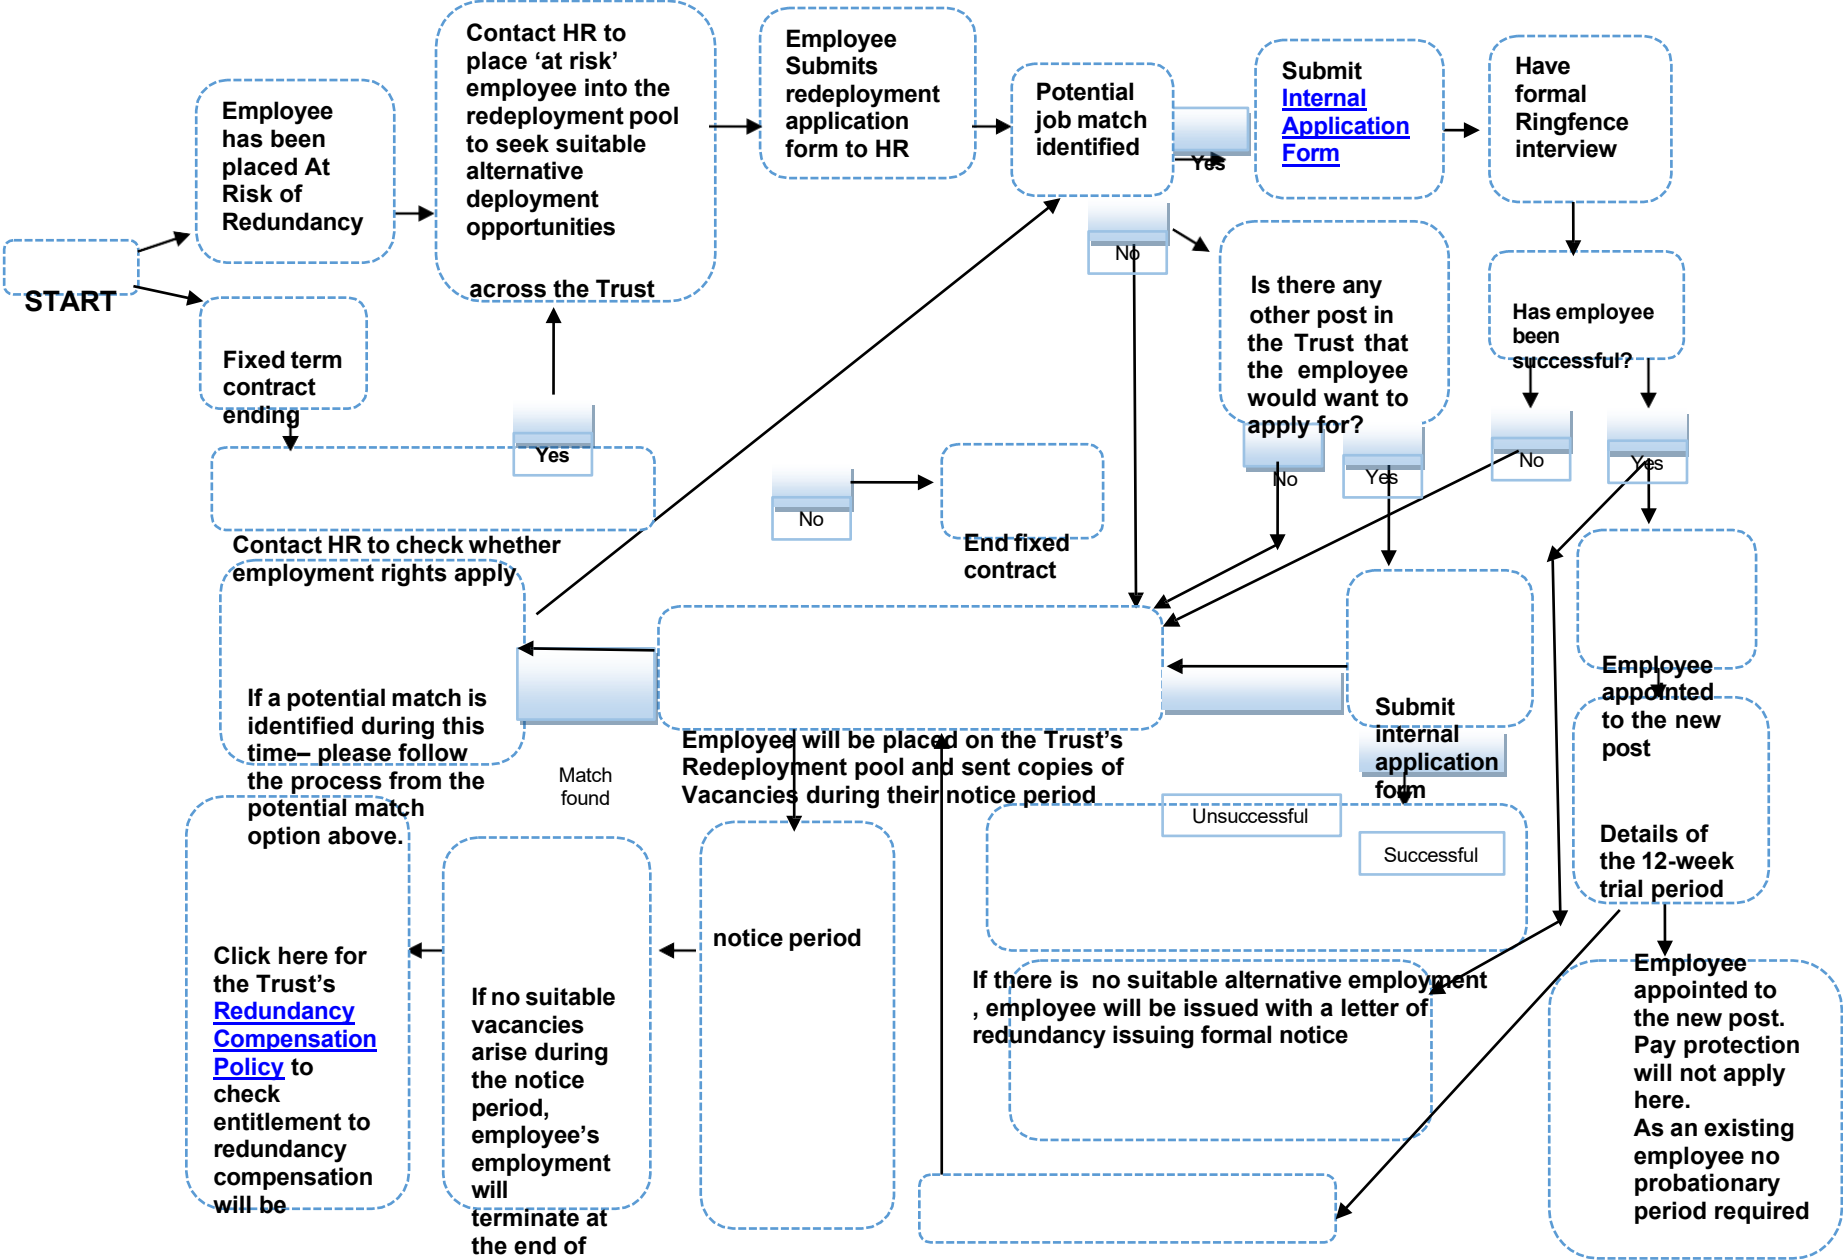 START
Employee
has been
placed At
Risk of
Redundancy
Fixed term
contract
ending
Contact HR to
place ‘at risk’
employee into the
redeployment pool
to seek suitable
alternative
deployment
opportunities
across the Trust
Employee
Submits
redeployment
application
form to HR
Potential
job match
identified
Yes
Submit
Internal
Application
Form
Have
formal
Ringfence
interview
No
Is there any
other post in
the Trust that
the employee
would want to
apply for?
Has employee
been
successful?
Yes
No
End fixed
contract
No
Yes
No
Yes
Contact HR to check whether
employment rights apply
If a potential match is
identified during this
time– please follow
the process from the
potential match
option above.
Match
found
Employee will be placed on the Trust’s
Redeployment pool and sent copies of
Vacancies during their notice period
Submit
internal
application
form
Unsuccessful
Successful
Employee
appointed
to the new
post
Details of
the 12-week
trial period
Click here for
the Trust’s
Redundancy
Compensation
Policy to
check
entitlement to
redundancy
compensation
will be
If no suitable
vacancies
arise during
the notice
period,
employee’s
employment
will
terminate at
the end of
notice period
If there is no suitable alternative employment
, employee will be issued with a letter of
redundancy issuing formal notice
Employee
appointed to
the new post.
Pay protection
will not apply
here.
As an existing
employee no
probationary
period required